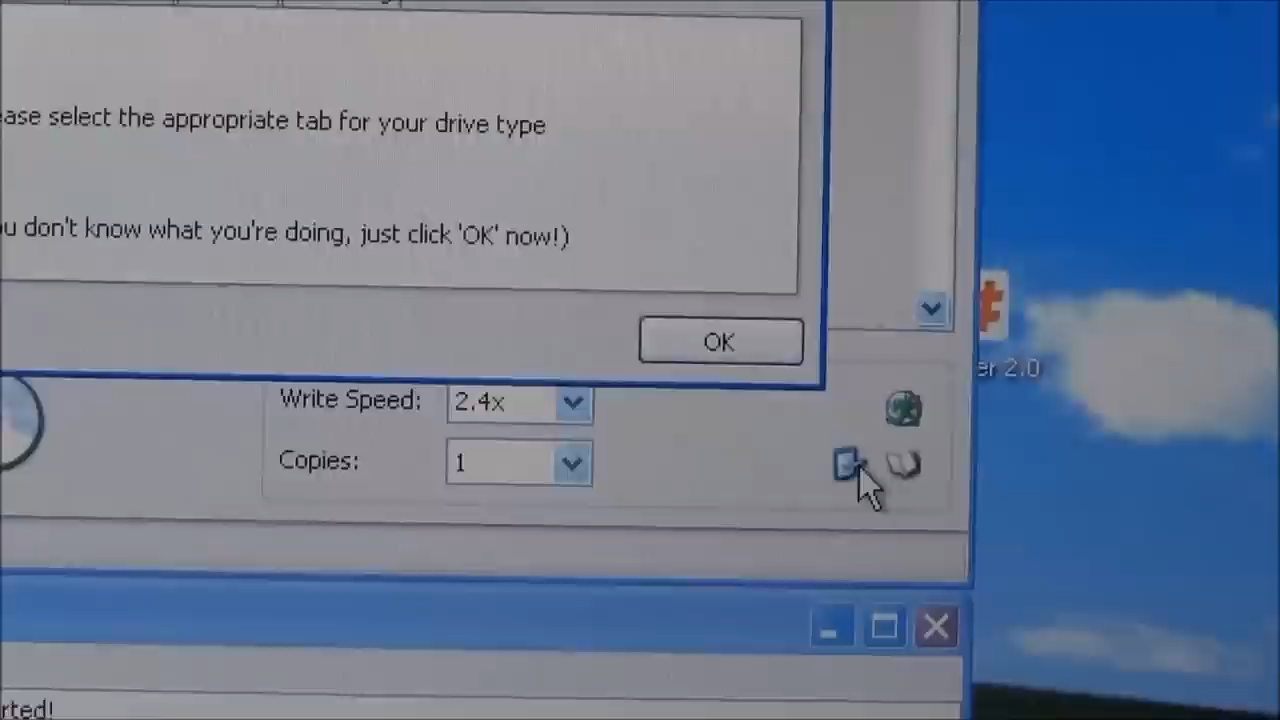 ase select the appropriate tab for your drive type
u don't know what you're doing, just click 'OK' now!)
OK
er 2.0
Write Speed: 2.4x
Copies: 1
rted!